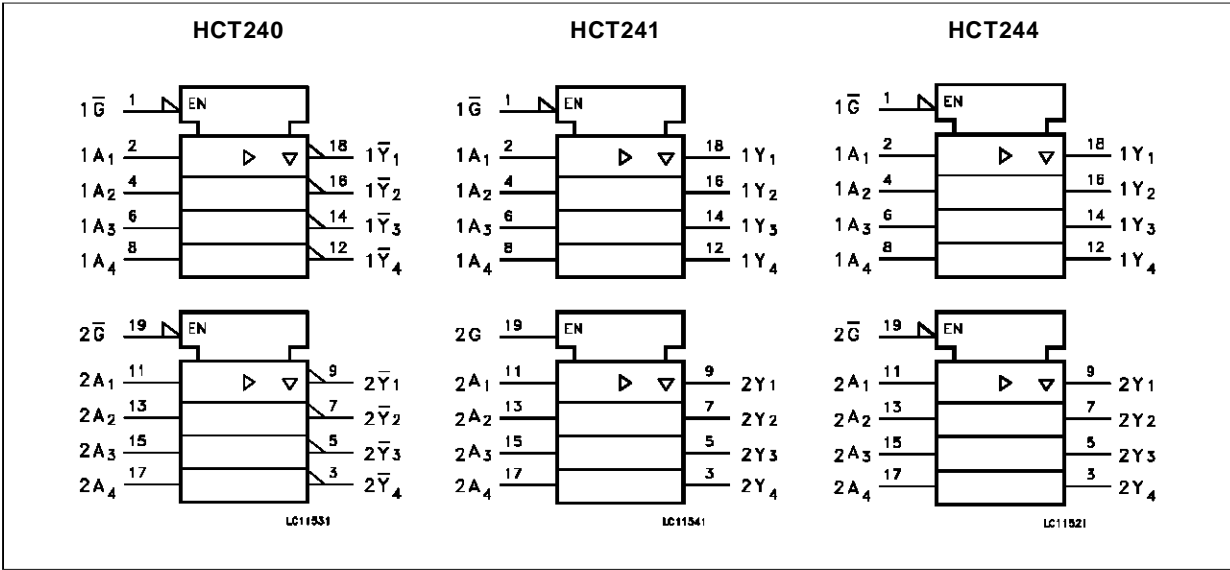 HCT240 HCT241 HCT244
1G̅ 1 EN 1G̅ 1 EN 1G̅ 1 EN
1A1 2 18 1Y̅1 1A1 2 18 1Y1 1A1 2 18 1Y1
1A2 4 16 1Y̅2 1A2 4 16 1Y2 1A2 4 16 1Y2
1A3 6 14 1Y̅3 1A3 6 14 1Y3 1A3 6 14 1Y3
1A4 8 12 1Y̅4 1A4 8 12 1Y4 1A4 8 12 1Y4
2G̅ 19 EN 2G 19 EN 2G̅ 19 EN
2A1 11 9 2Y̅1 2A1 11 9 2Y1 2A1 11 9 2Y1
2A2 13 7 2Y̅2 2A2 13 7 2Y2 2A2 13 7 2Y2
2A3 15 5 2Y̅3 2A3 15 5 2Y3 2A3 15 5 2Y3
2A4 17 3 2Y̅4 2A4 17 3 2Y4 2A4 17 3 2Y4
LC11531 LC11541 LC11521